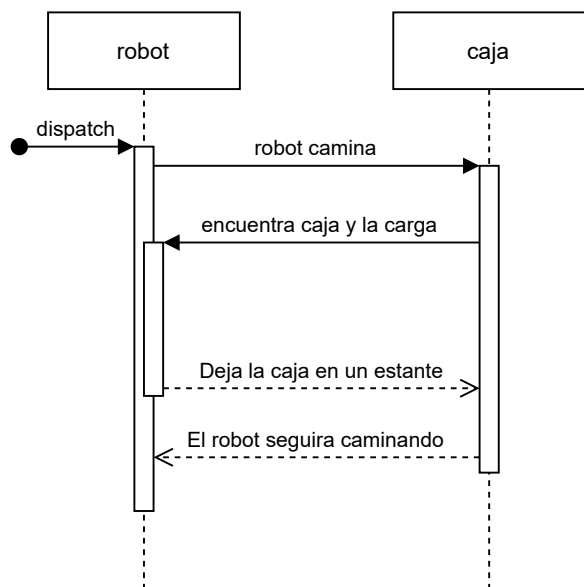 robot
caja
dispatch
robot camina
encuentra caja y la carga
Deja la caja en un estante
El robot seguira caminando